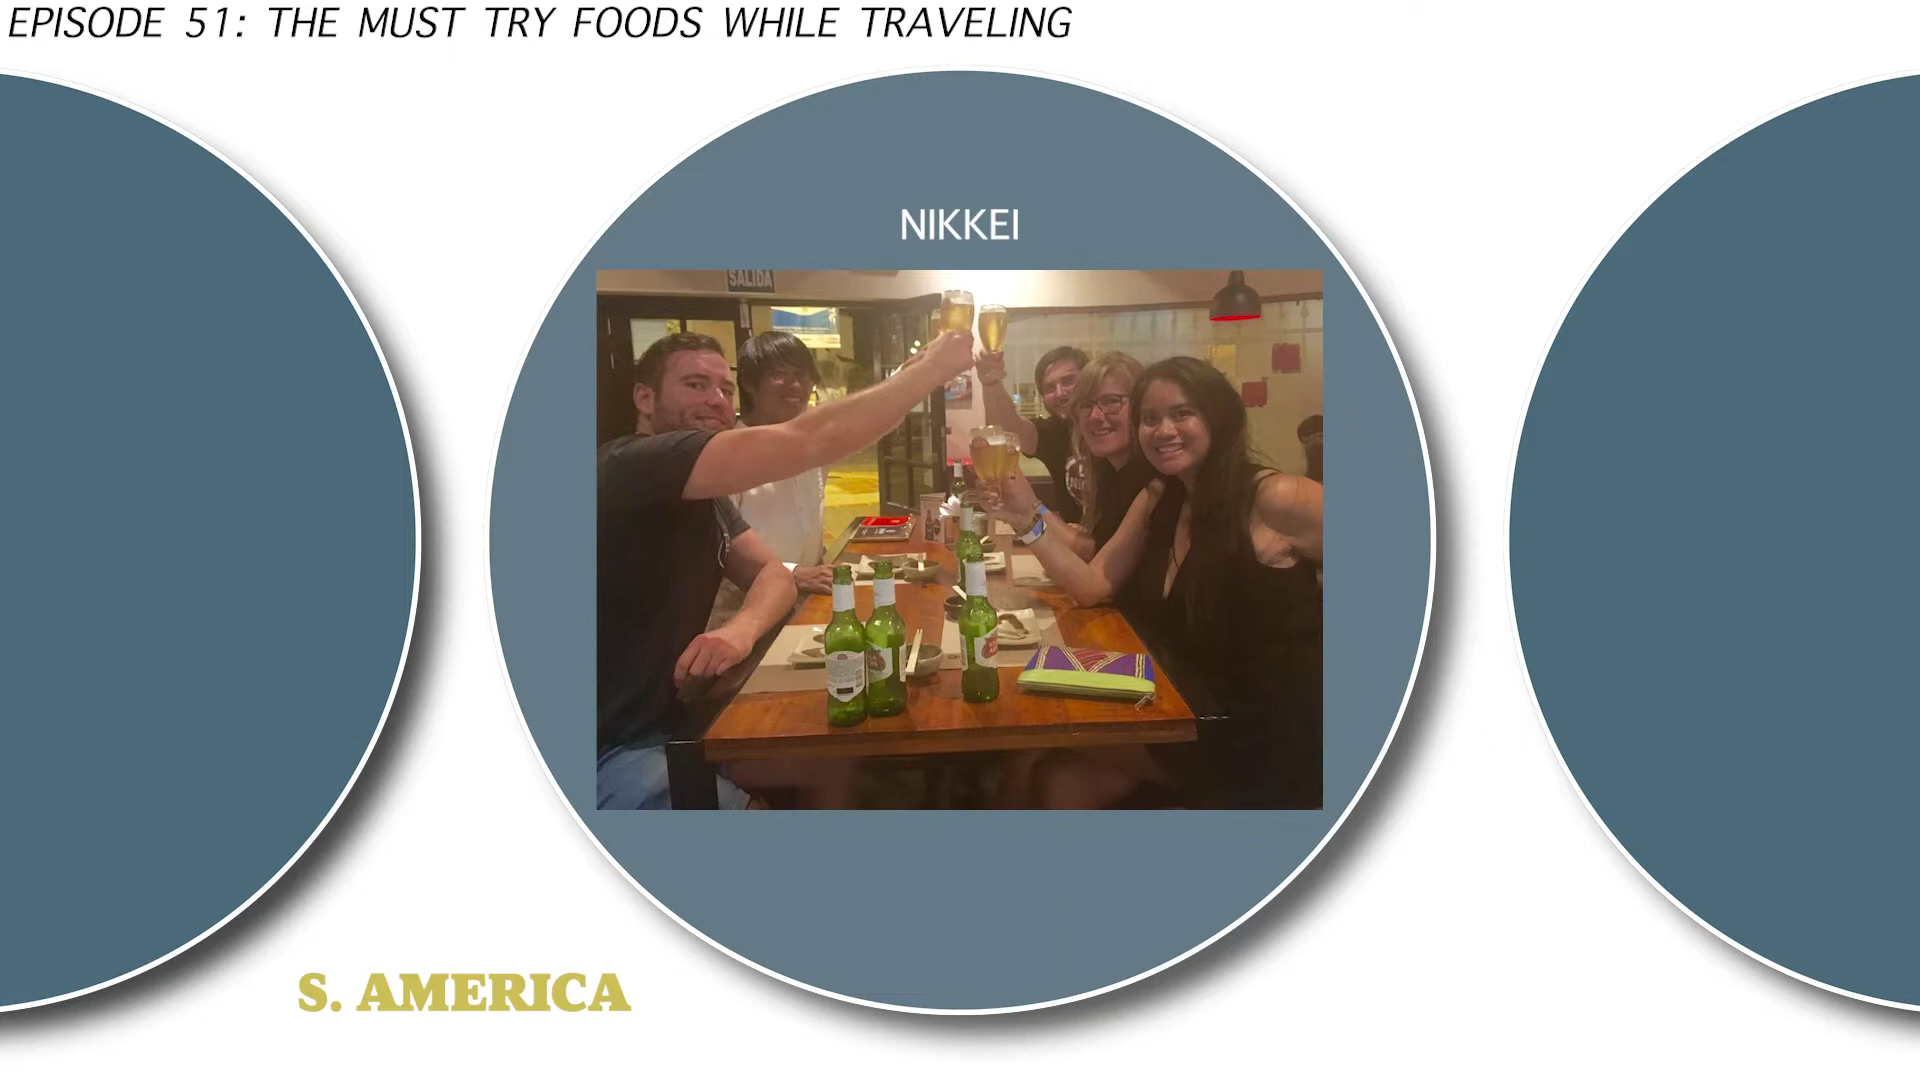 EPISODE 51: THE MUST TRY FOODS WHILE TRAVELING
NIKKEI
SALIDA
S. AMERICA